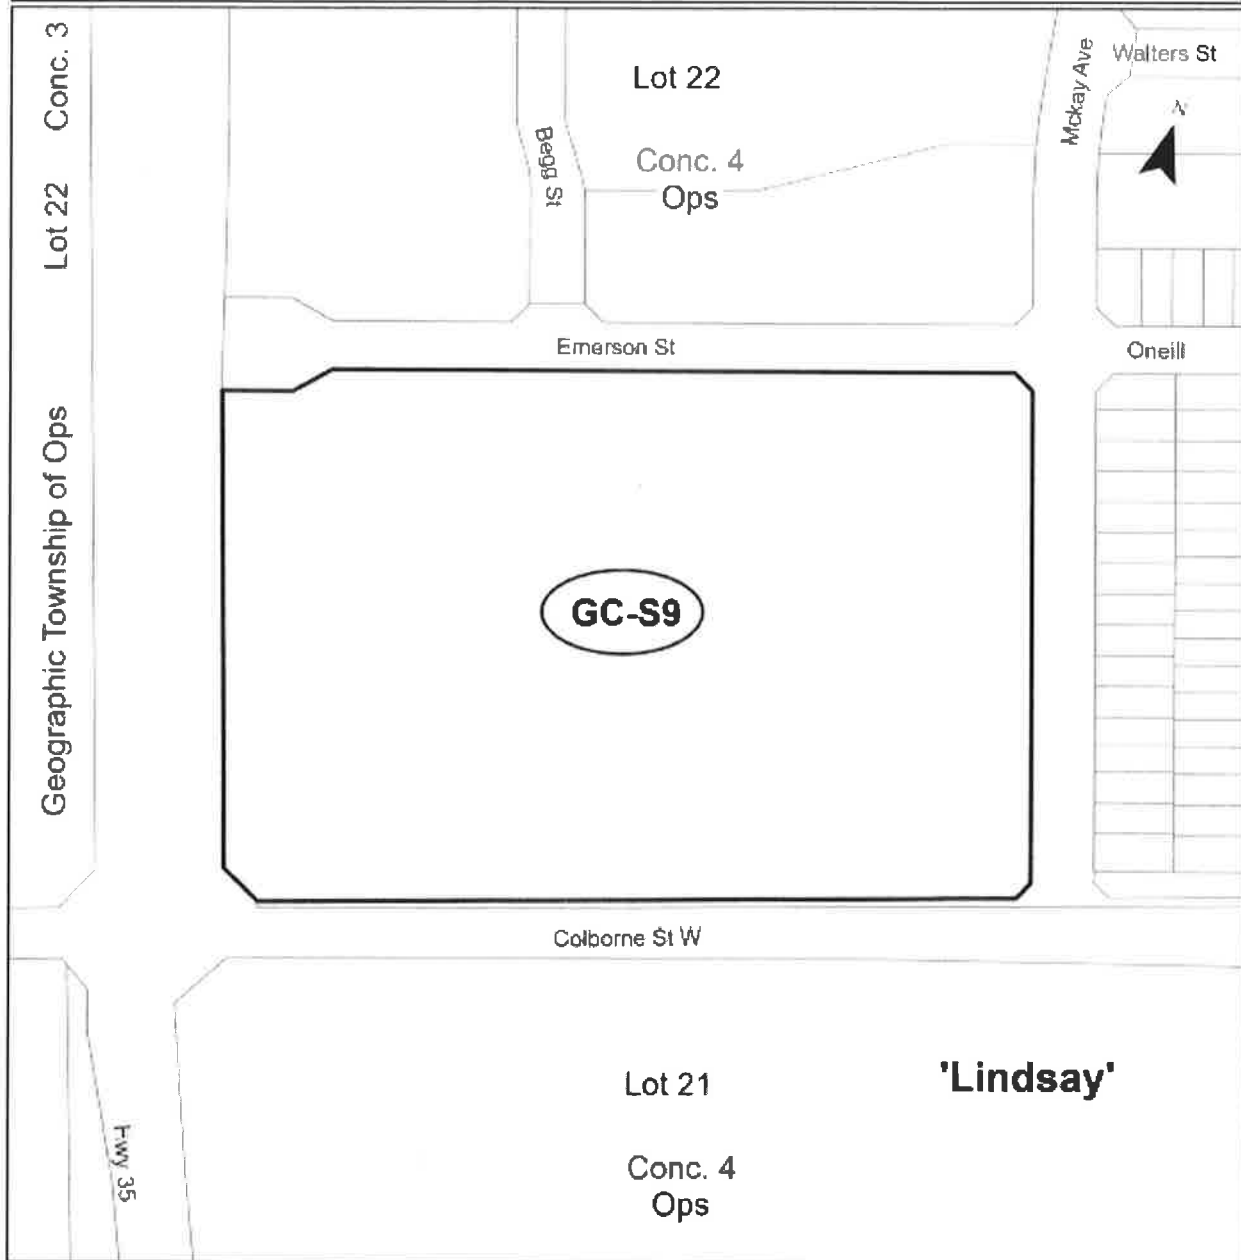 Geographic Township of Ops Lot 22 Conc. 3
Lot 22
Conc. 4
Ops
Begg St
Mckay Ave
Walters St
N
Emerson St
Oneill
GC-S9
Colborne St W
Lot 21
'Lindsay'
Conc. 4
Ops
Hwy 35